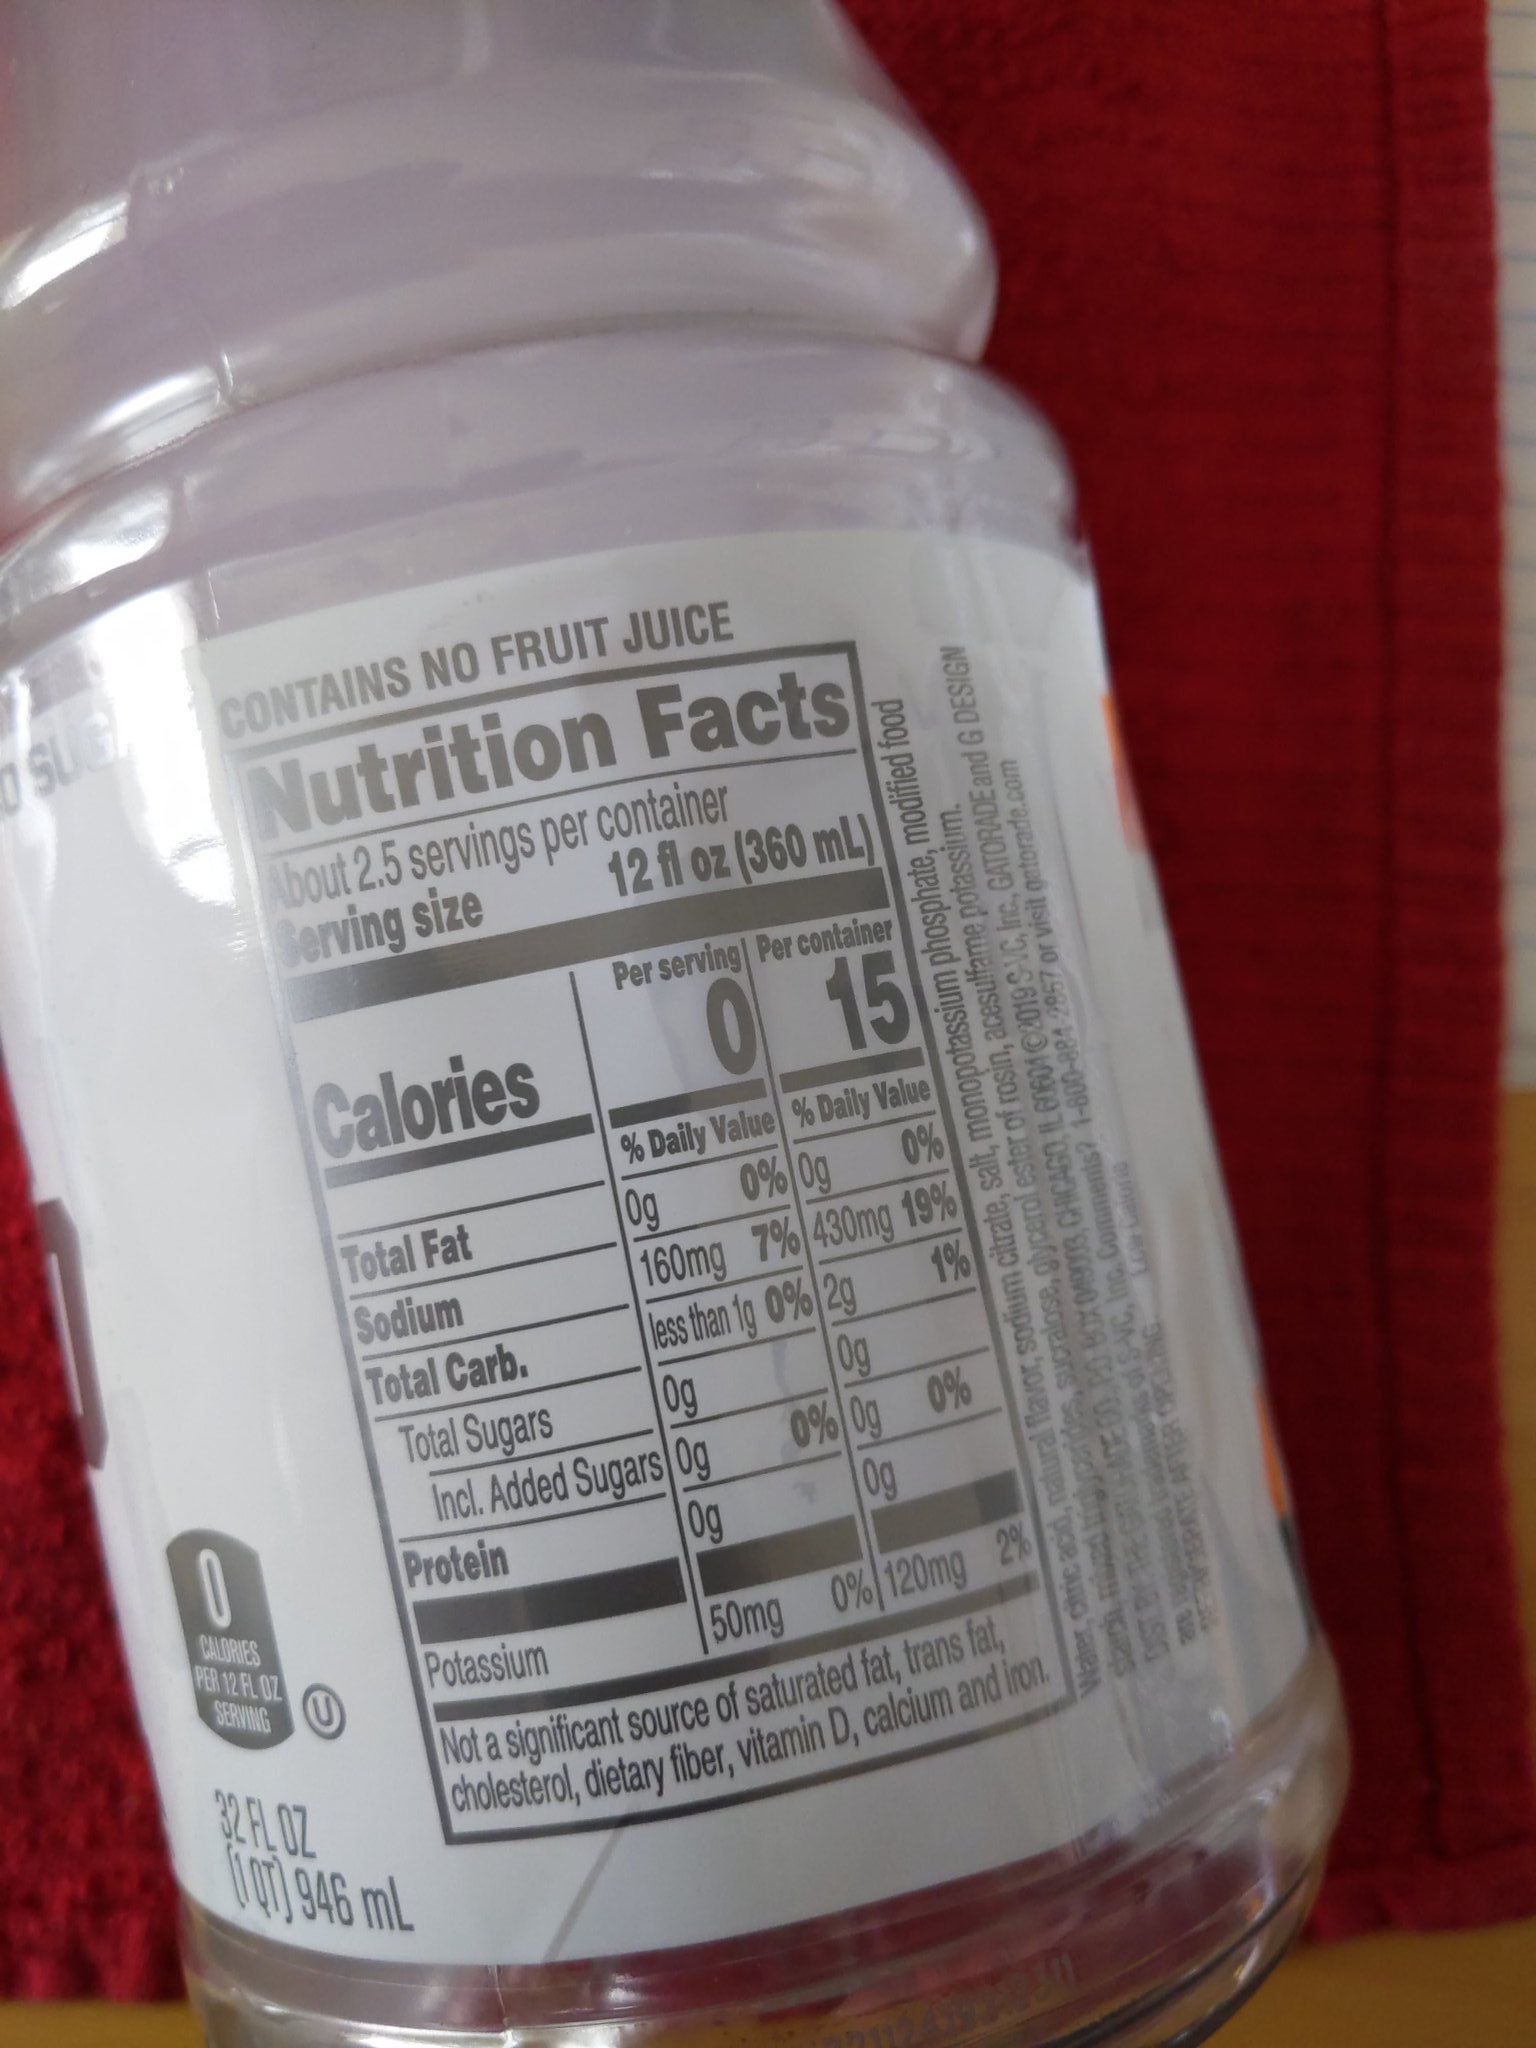 CONTAINS NO FRUIT JUICE
Nutrition Facts
About 2.5 servings per container
Serving size 12 fl oz (360 mL)
Per serving Per container
Calories 0 15
% Daily Value % Daily Value
Total Fat 0g 0% 0g 0%
Sodium 160mg 7% 430mg 19%
Total Carb. less than 1g 0% 2g 1%
Total Sugars 0g 0g
Incl. Added Sugars 0g 0% 0g 0%
Protein 0g 0g
Potassium 50mg 0% 120mg 2%
Not a significant source of saturated fat, trans fat,
cholesterol, dietary fiber, vitamin D, calcium and iron.
Water, citric acid, natural flavor, sodium citrate, salt, monopotassium phosphate, modified food
sucralose, glycerol ester of rosin, acesulfame potassium.
CHICAGO, IL 60604 ©2019 S-VC, Inc. GATORADE and G DESIGN
S-VC, Inc. Comments? 1-800-884-2867 or visit gatorade.com
Low Calorie
0
CALORIES
PER 12 FL OZ
SERVING
U
32 FL OZ
(1 QT) 946 mL